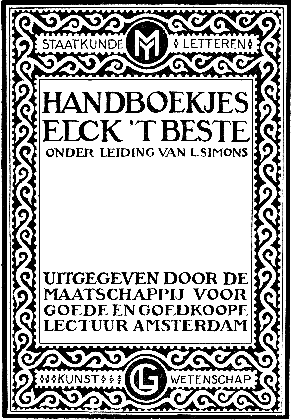 STAATKUNDE M LETTEREN
HANDBOEKJES
ELCK 'T BESTE
ONDER LEIDING VAN L. SIMONS
UITGEGEVEN DOOR DE
MAATSCHAPPIJ VOOR
GOEDE EN GOEDKOOPE
LECTUUR AMSTERDAM
KUNST G WETENSCHAP